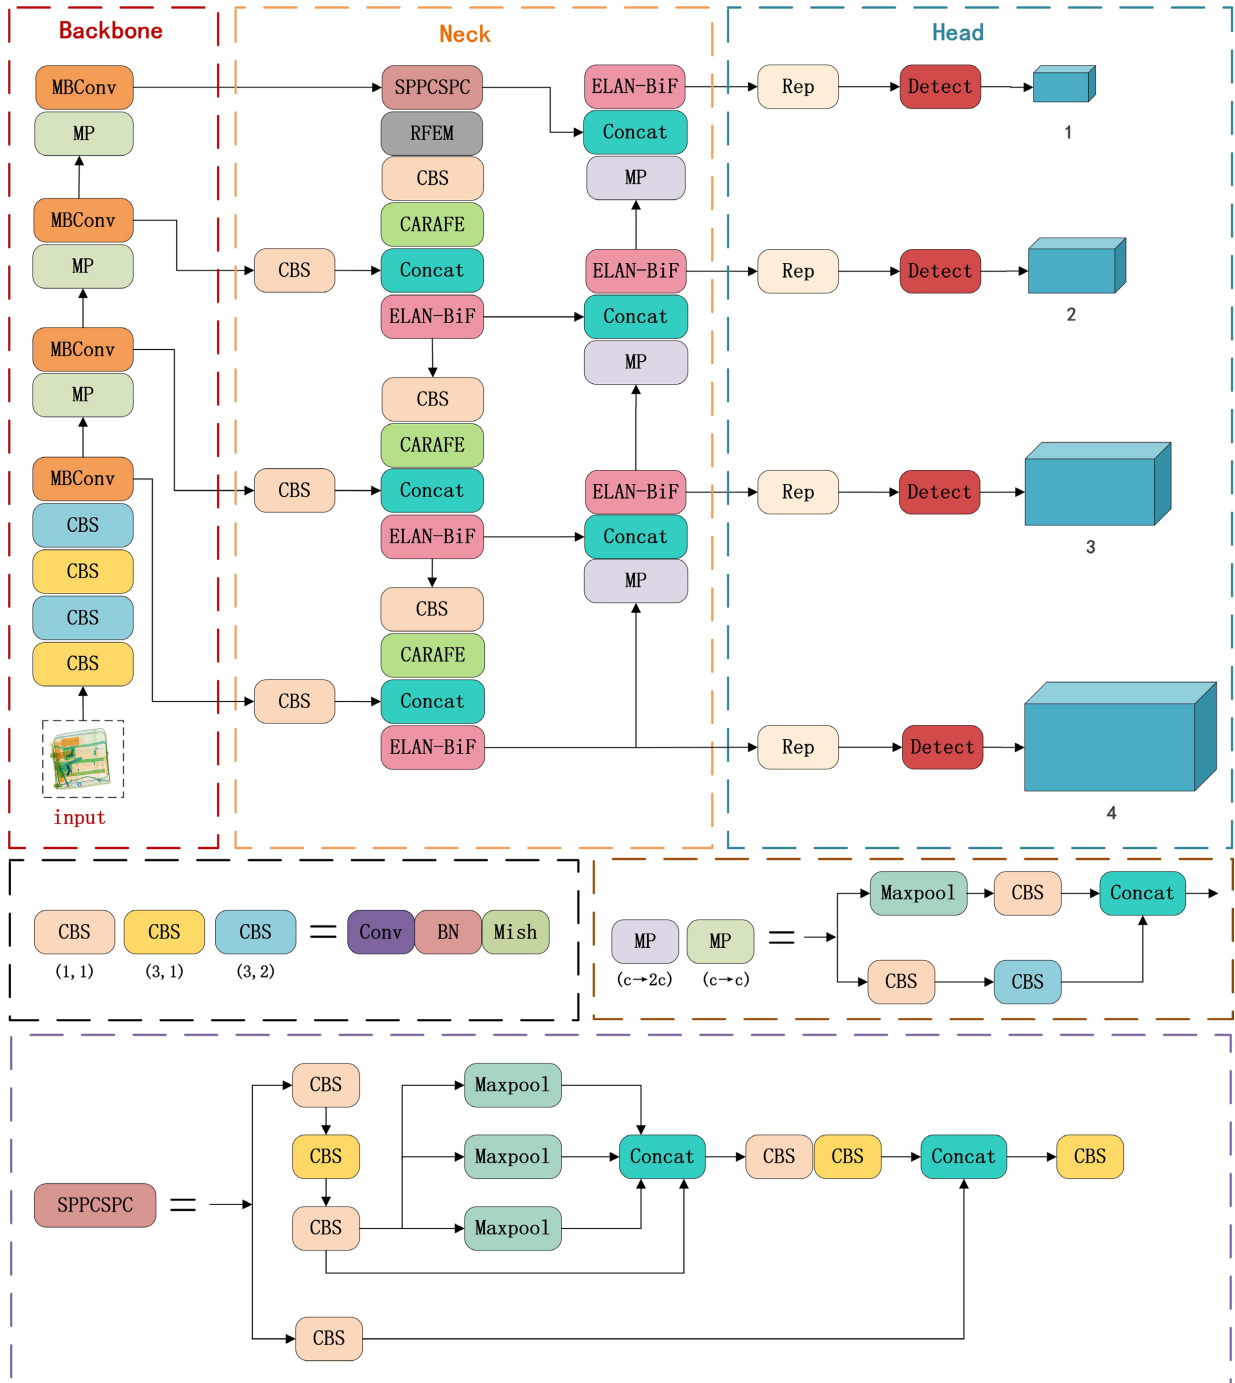 Backbone
Neck
Head
MBConv
SPPCSPC
ELAN-BiF
Rep
Detect
MP
RFEM
Concat
1
CBS
MP
MBConv
CARAFE
MP
CBS
Concat
ELAN-BiF
Rep
Detect
ELAN-BiF
Concat
2
MBConv
MP
MP
CBS
CARAFE
MBConv
CBS
Concat
ELAN-BiF
Rep
Detect
CBS
ELAN-BiF
Concat
3
CBS
MP
CBS
CBS
CBS
CARAFE
CBS
Concat
ELAN-BiF
Rep
Detect
input
4
CBS
CBS
CBS
=
Conv
BN
Mish
(1,1)
(3,1)
(3,2)
MP
MP
=
Maxpool
CBS
Concat
(c→2c)
(c→c)
CBS
CBS
SPPCSPC
=
CBS
Maxpool
CBS
Maxpool
Concat
CBS
CBS
Concat
CBS
CBS
Maxpool
CBS